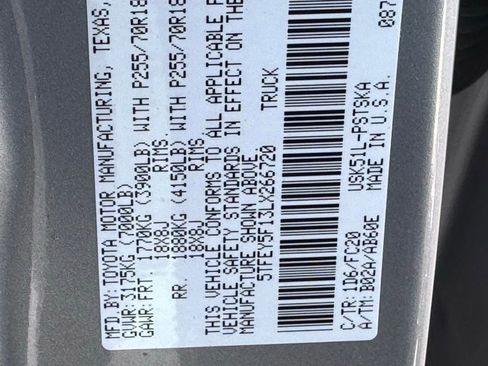 MFD. BY: TOYOTA MOTOR MANUFACTURING, TEXAS,
GVWR: 3175KG (7000LB)
GAWR: FRT. 1770KG (3900LB) WITH P255/70R18
18X8J RIMS,
RR. 1880KG (4150LB) WITH P255/70R18
18X8J RIMS,
THIS VEHICLE CONFORMS TO ALL APPLICABLE
VEHICLE SAFETY STANDARDS IN EFFECT ON THE
MANUFACTURE SHOWN ABOVE.
5TFEY5F13LX266720 TRUCK
C/TR: 1D6/FC20 USK51L-PSTSKA
A/TM: B02A/AB60E MADE IN U.S.A. 087